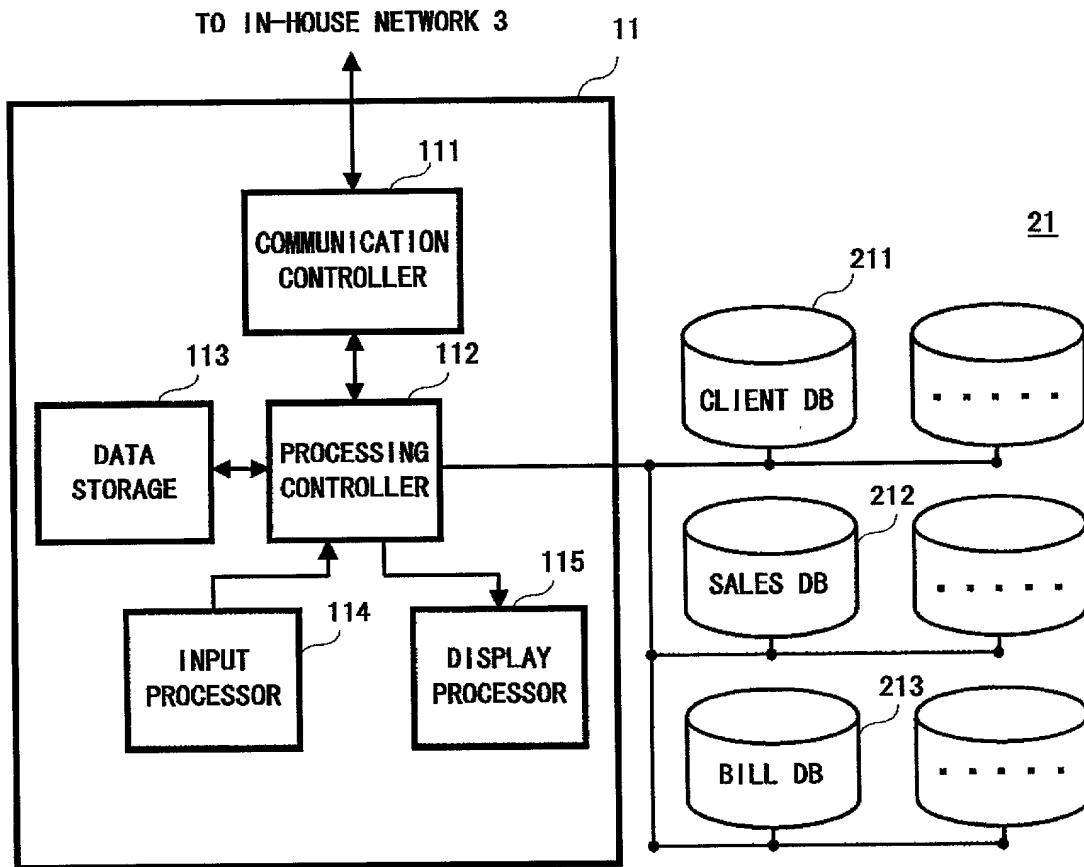 TO IN-HOUSE NETWORK 3
11
111
COMMUNICATION
CONTROLLER
21
211
113
112
CLIENT DB
.....
DATA
STORAGE
PROCESSING
CONTROLLER
212
SALES DB
.....
114
115
INPUT
PROCESSOR
DISPLAY
PROCESSOR
213
BILL DB
.....